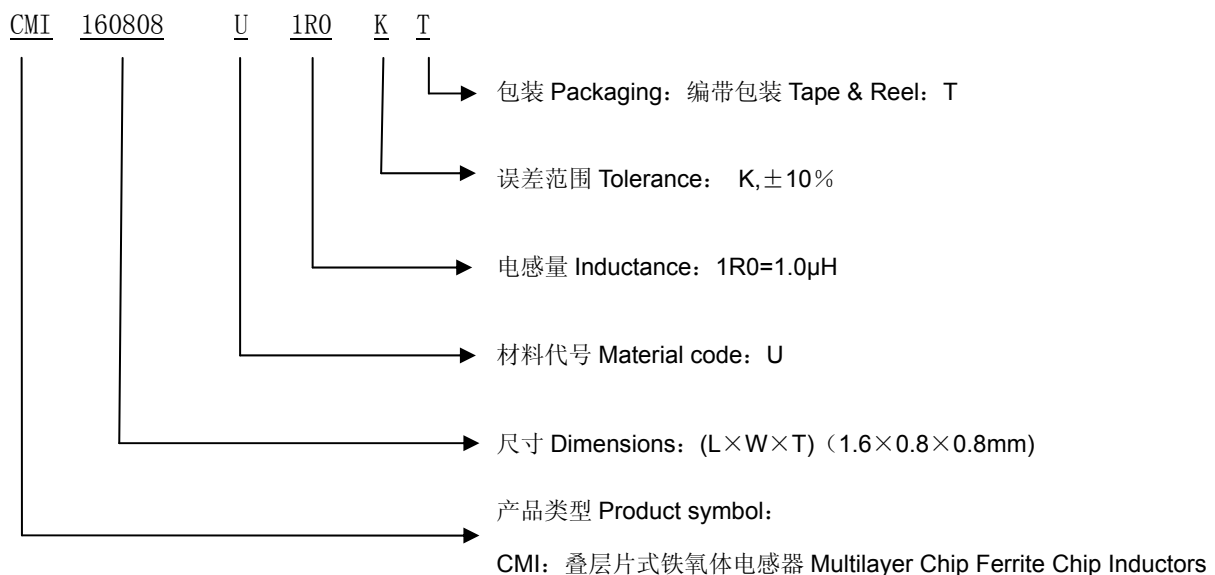 CMI 160808 U 1R0 K T
包装 Packaging：编带包装 Tape & Reel：T
误差范围 Tolerance： K,±10％
电感量 Inductance：1R0=1.0μH
材料代号 Material code：U
尺寸 Dimensions：(L×W×T)（1.6×0.8×0.8mm)
产品类型 Product symbol：
CMI：叠层片式铁氧体电感器 Multilayer Chip Ferrite Chip Inductors